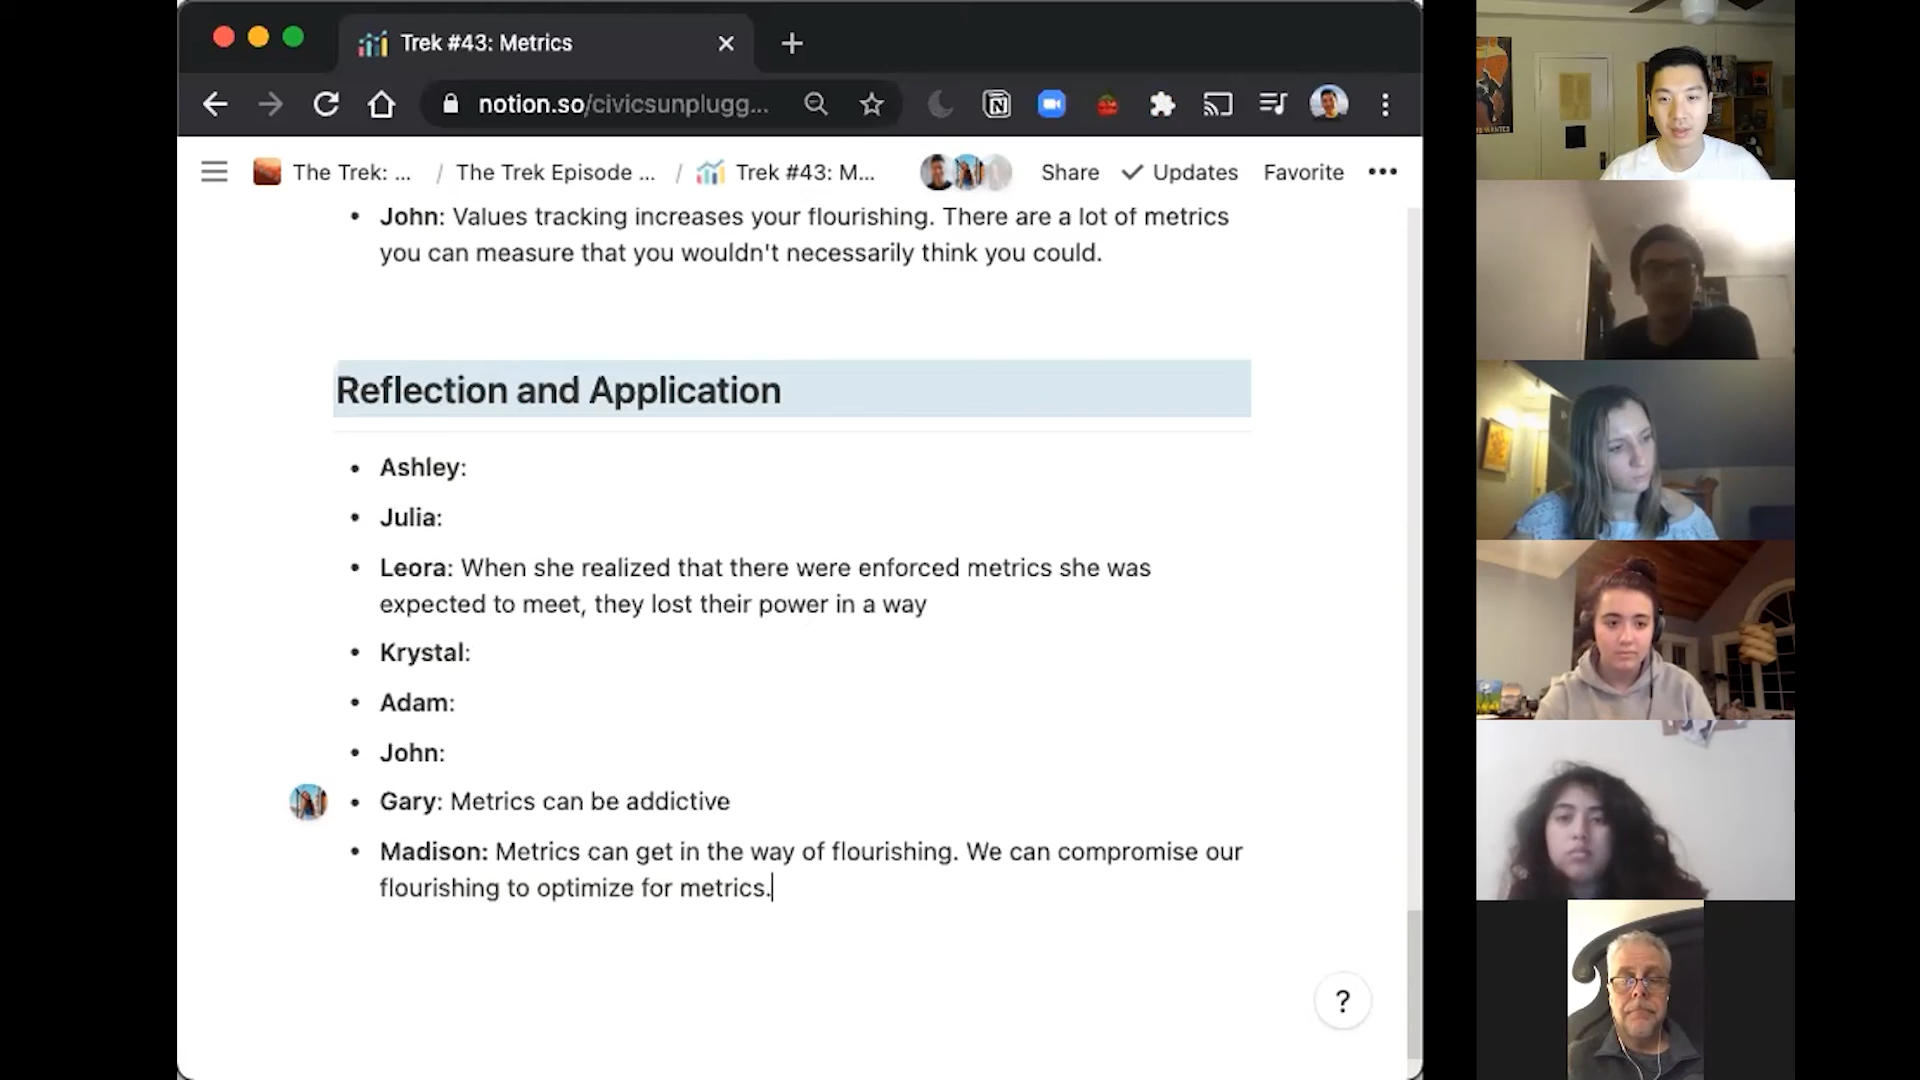 Trek #43: Metrics
notion.so/civicsunplugg...
The Trek: ... / The Trek Episode ... / Trek #43: M... Share Updates Favorite
• John: Values tracking increases your flourishing. There are a lot of metrics
you can measure that you wouldn't necessarily think you could.
Reflection and Application
• Ashley:
• Julia:
• Leora: When she realized that there were enforced metrics she was
expected to meet, they lost their power in a way
• Krystal:
• Adam:
• John:
• Gary: Metrics can be addictive
• Madison: Metrics can get in the way of flourishing. We can compromise our
flourishing to optimize for metrics.
?
WANTED